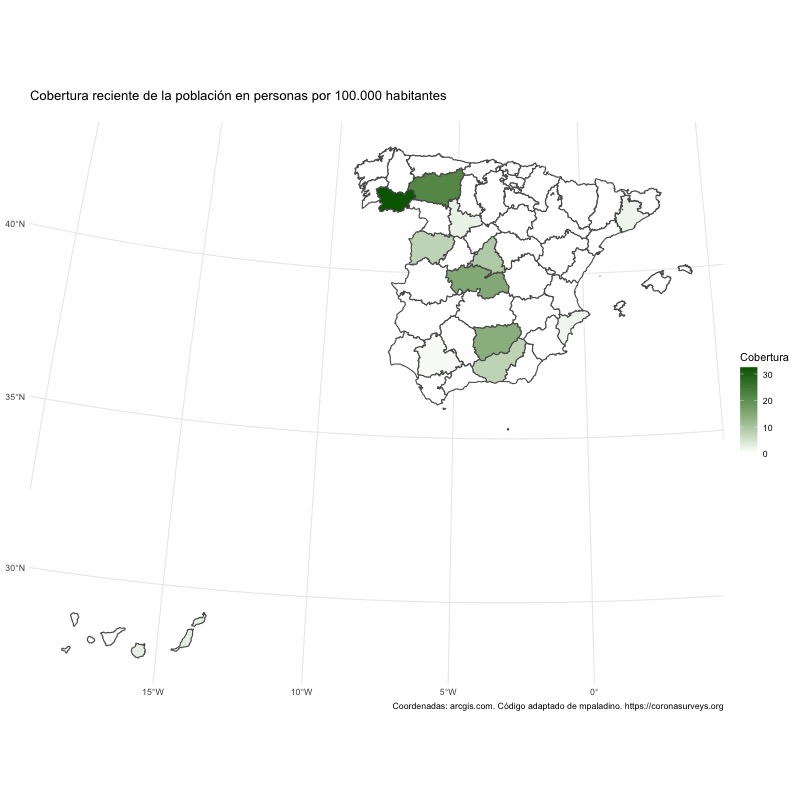 Cobertura reciente de la población en personas por 100.000 habitantes
40°N
35°N
30°N
Cobertura
30
20
10
0
15°W
10°W
5°W
0°
Coordenadas: arcgis.com. Código adaptado de mpaladino. https://coronasurveys.org